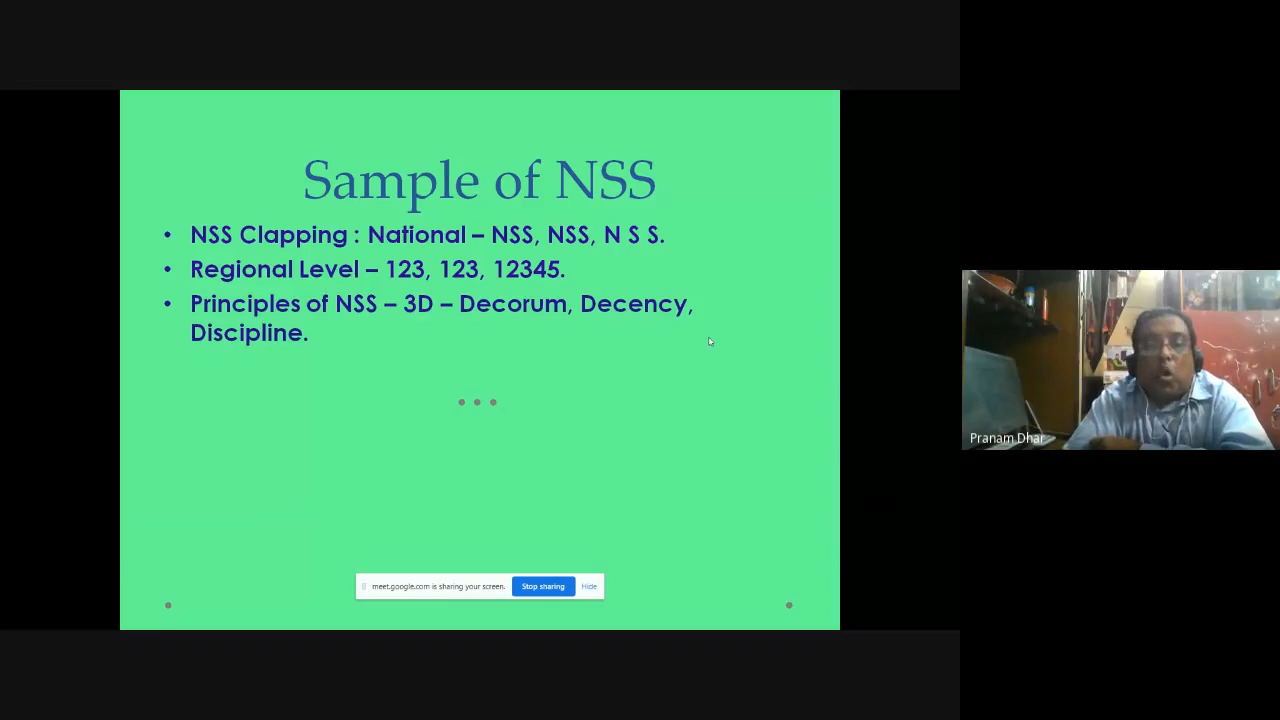 Sample of NSS
• NSS Clapping : National – NSS, NSS, N S S.
• Regional Level – 123, 123, 12345.
• Principles of NSS – 3D – Decorum, Decency,
Discipline.
meet.google.com is sharing your screen. Stop sharing Hide
Pranam Dhar